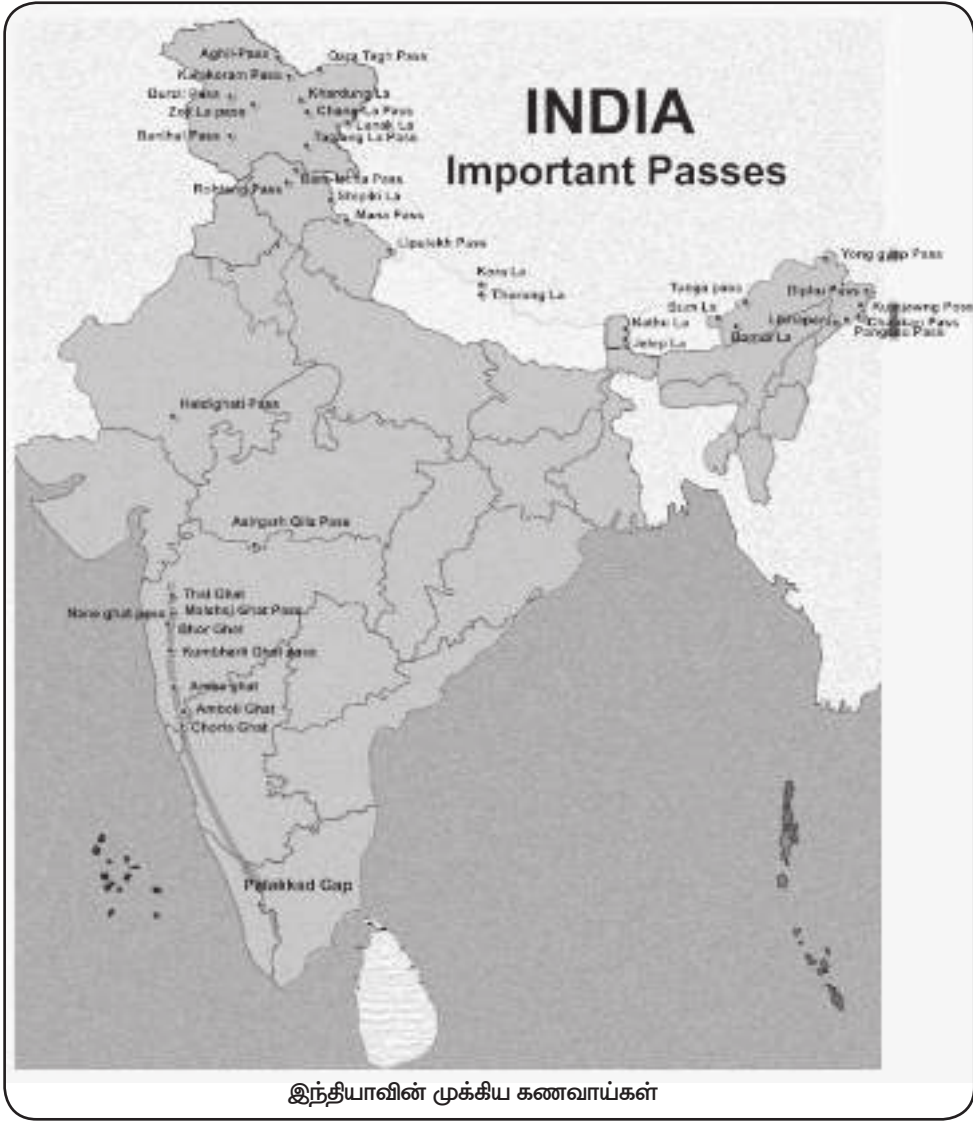 INDIA
Important Passes
Aghil Pass
Qara Tagh Pass
Karakoram Pass
Burzil Pass
Khardung La
Zoji La pass
Chang La Pass
Lanak La
Banihal Pass
Taglang La Pass
Rohtang Pass
Shipki La
Mana Pass
Lipulekh Pass
Kora La
Thorung La
Tunga pass
Yong gyap Pass
Diphu Pass
Bum La
Nathu La
Jelep La
Pangsau Pass
Haldighati Pass
Asirgarh Qila Pass
Thal Ghat
Nane ghat pass
Malshej Ghat Pass
Bhor Ghat
Kumbharli Ghat pass
Amba ghat
Amboli Ghat
Chorla Ghat
Palakkad Gap
இந்தியாவின் முக்கிய கணவாய்கள்